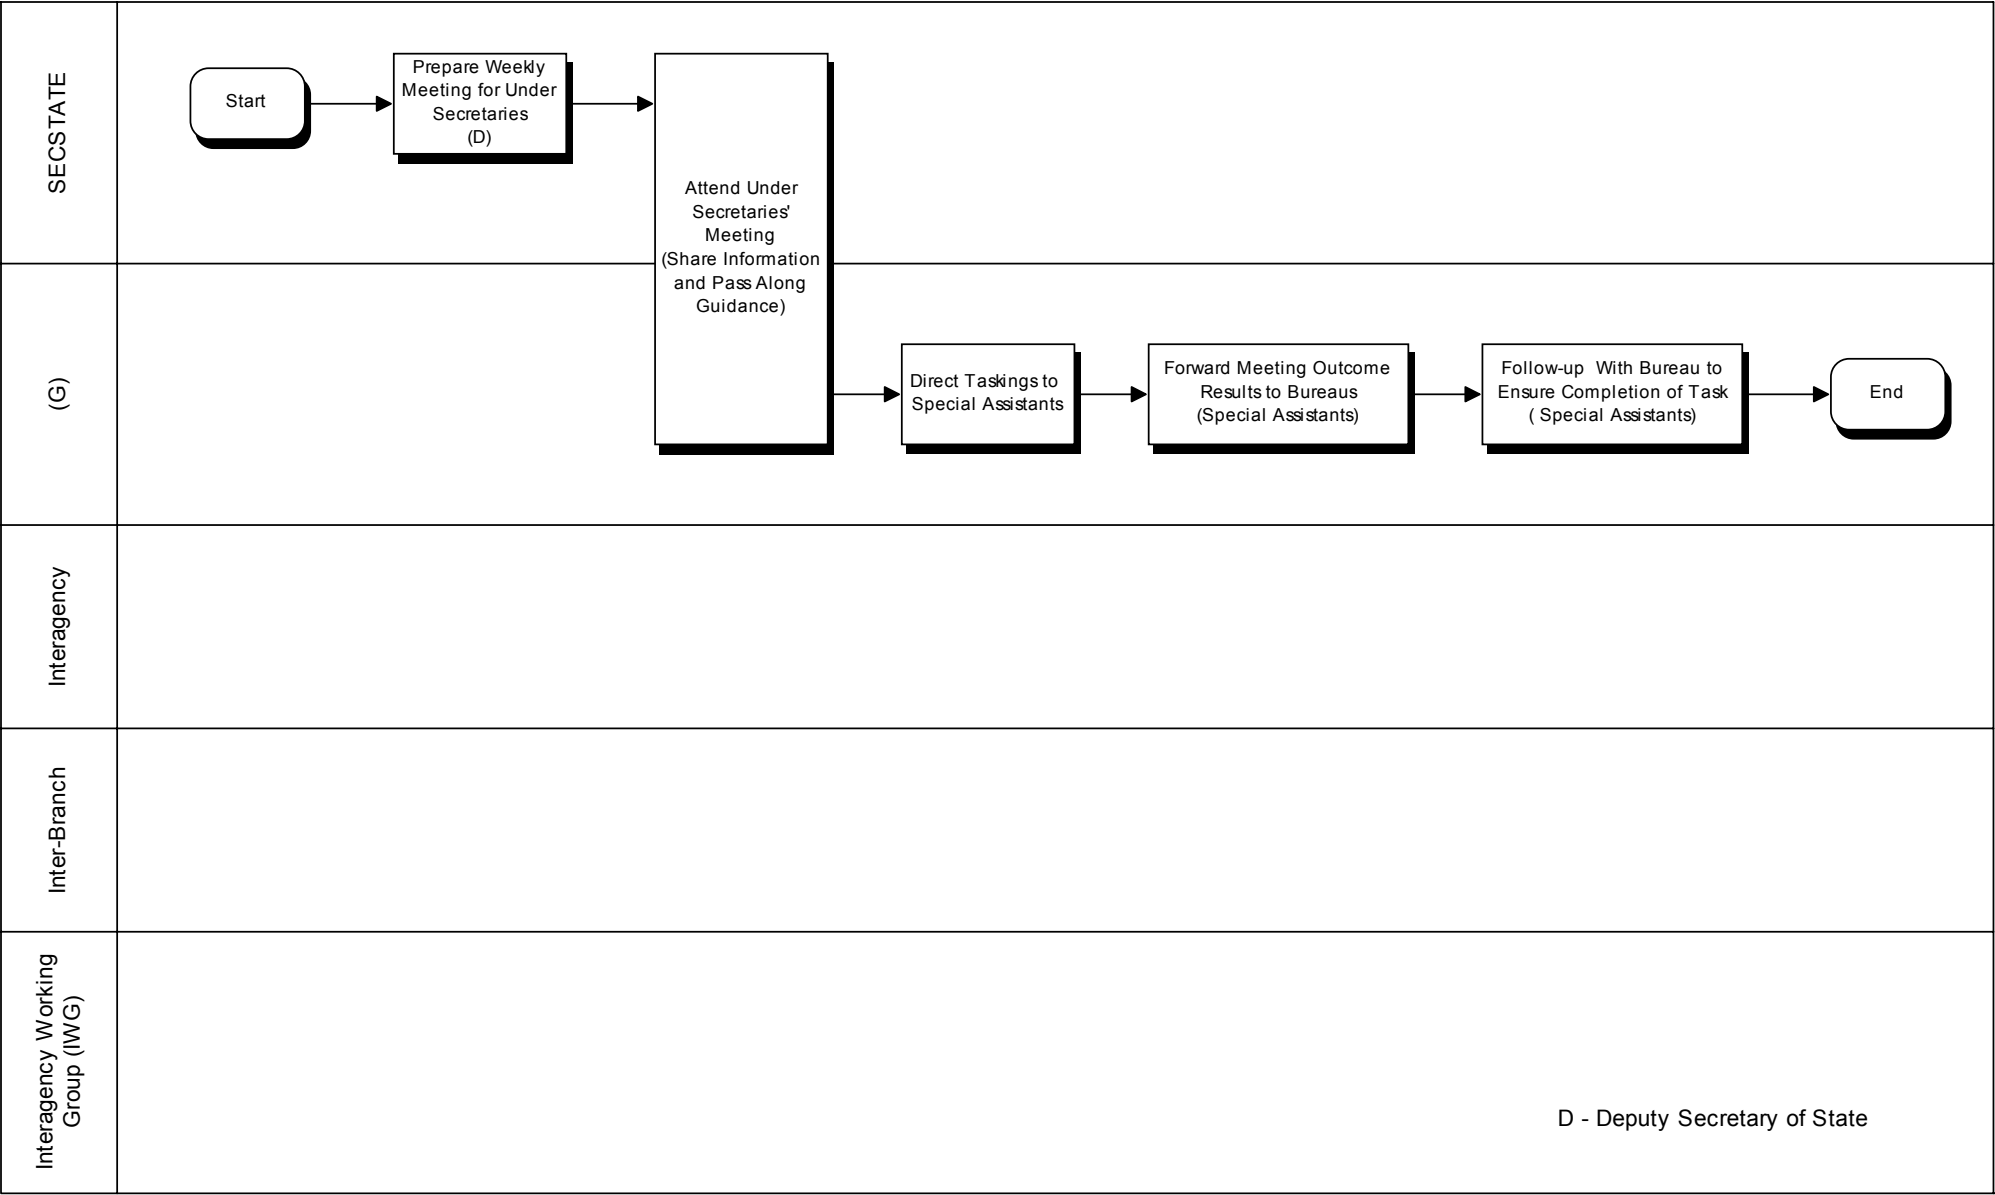 SECSTATE
Start
Prepare Weekly
Meeting for Under
Secretaries
(D)
Attend Under
Secretaries'
Meeting
(Share Information
and Pass Along
Guidance)
(G)
Direct Taskings to
Special Assistants
Forward Meeting Outcome
Results to Bureaus
(Special Assistants)
Follow-up With Bureau to
Ensure Completion of Task
( Special Assistants)
End
Interagency
Inter-Branch
Interagency Working
Group (IWG)
D - Deputy Secretary of State